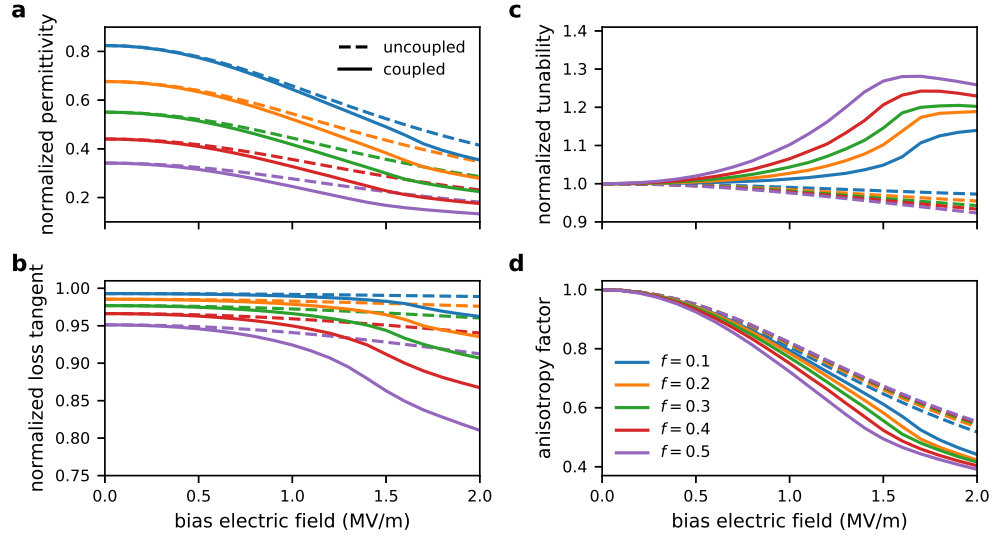 a
normalized permittivity
0.8
0.6
0.4
0.2
uncoupled
coupled
c
normalized tunability
1.4
1.3
1.2
1.1
1.0
0.9
b
normalized loss tangent
1.00
0.95
0.90
0.85
0.80
0.75
0.0 0.5 1.0 1.5 2.0
bias electric field (MV/m)
d
anisotropy factor
1.0
0.8
0.6
0.4
f = 0.1
f = 0.2
f = 0.3
f = 0.4
f = 0.5
0.0 0.5 1.0 1.5 2.0
bias electric field (MV/m)